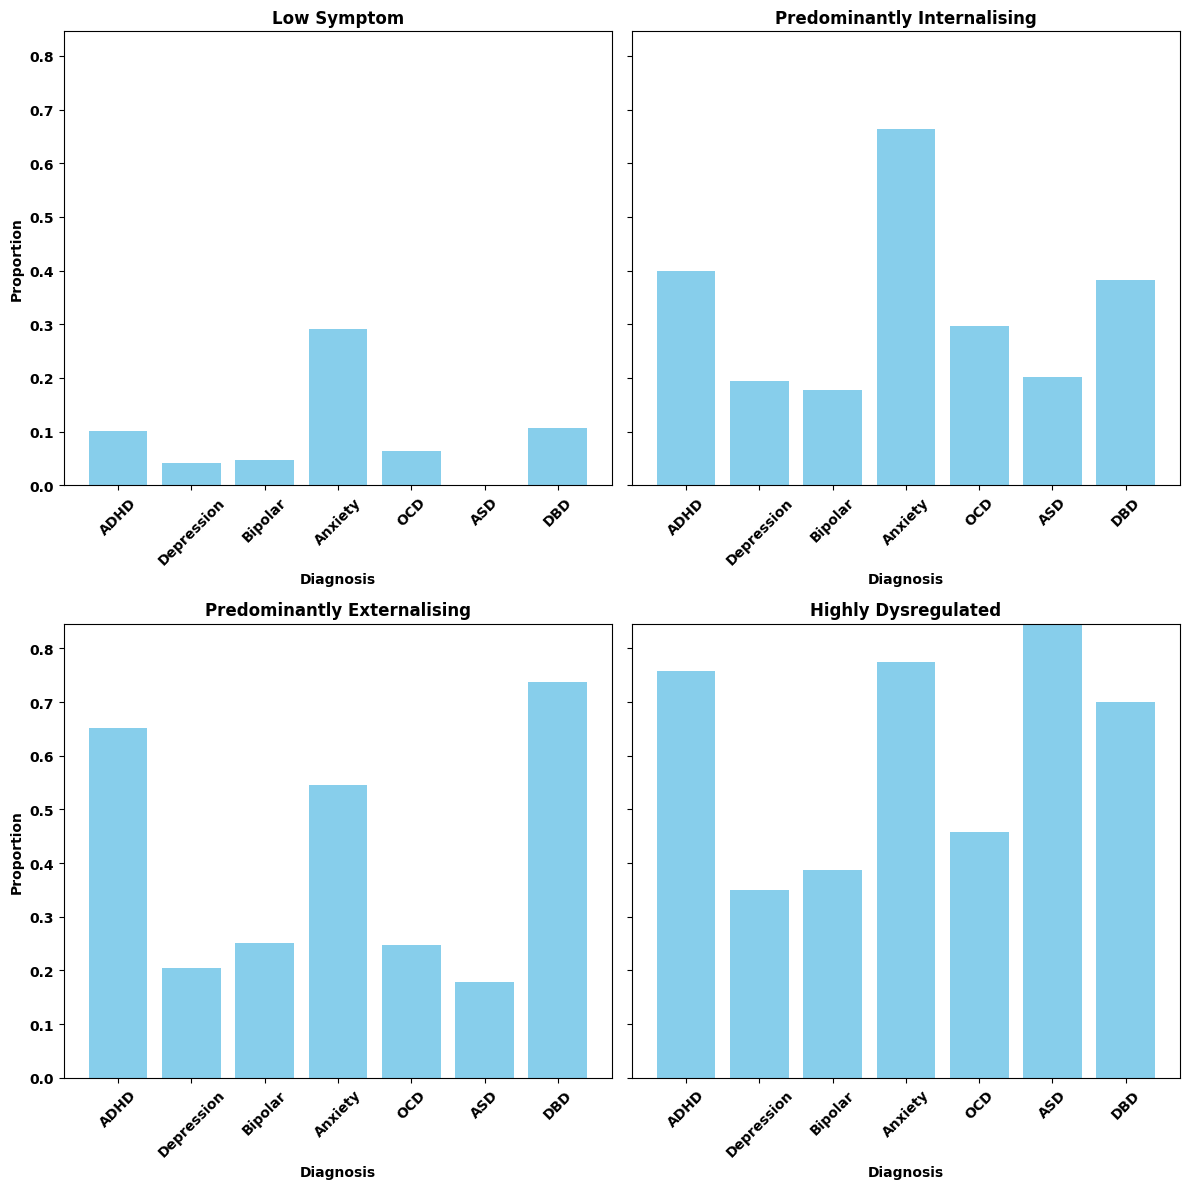 Low Symptom
Proportion
0.8
0.7
0.6
0.5
0.4
0.3
0.2
0.1
0.0
ADHD
Depression
Bipolar
Anxiety
OCD
ASD
DBD
Diagnosis
Predominantly Internalising
ADHD
Depression
Bipolar
Anxiety
OCD
ASD
DBD
Diagnosis
Predominantly Externalising
Proportion
0.8
0.7
0.6
0.5
0.4
0.3
0.2
0.1
0.0
ADHD
Depression
Bipolar
Anxiety
OCD
ASD
DBD
Diagnosis
Highly Dysregulated
ADHD
Depression
Bipolar
Anxiety
OCD
ASD
DBD
Diagnosis